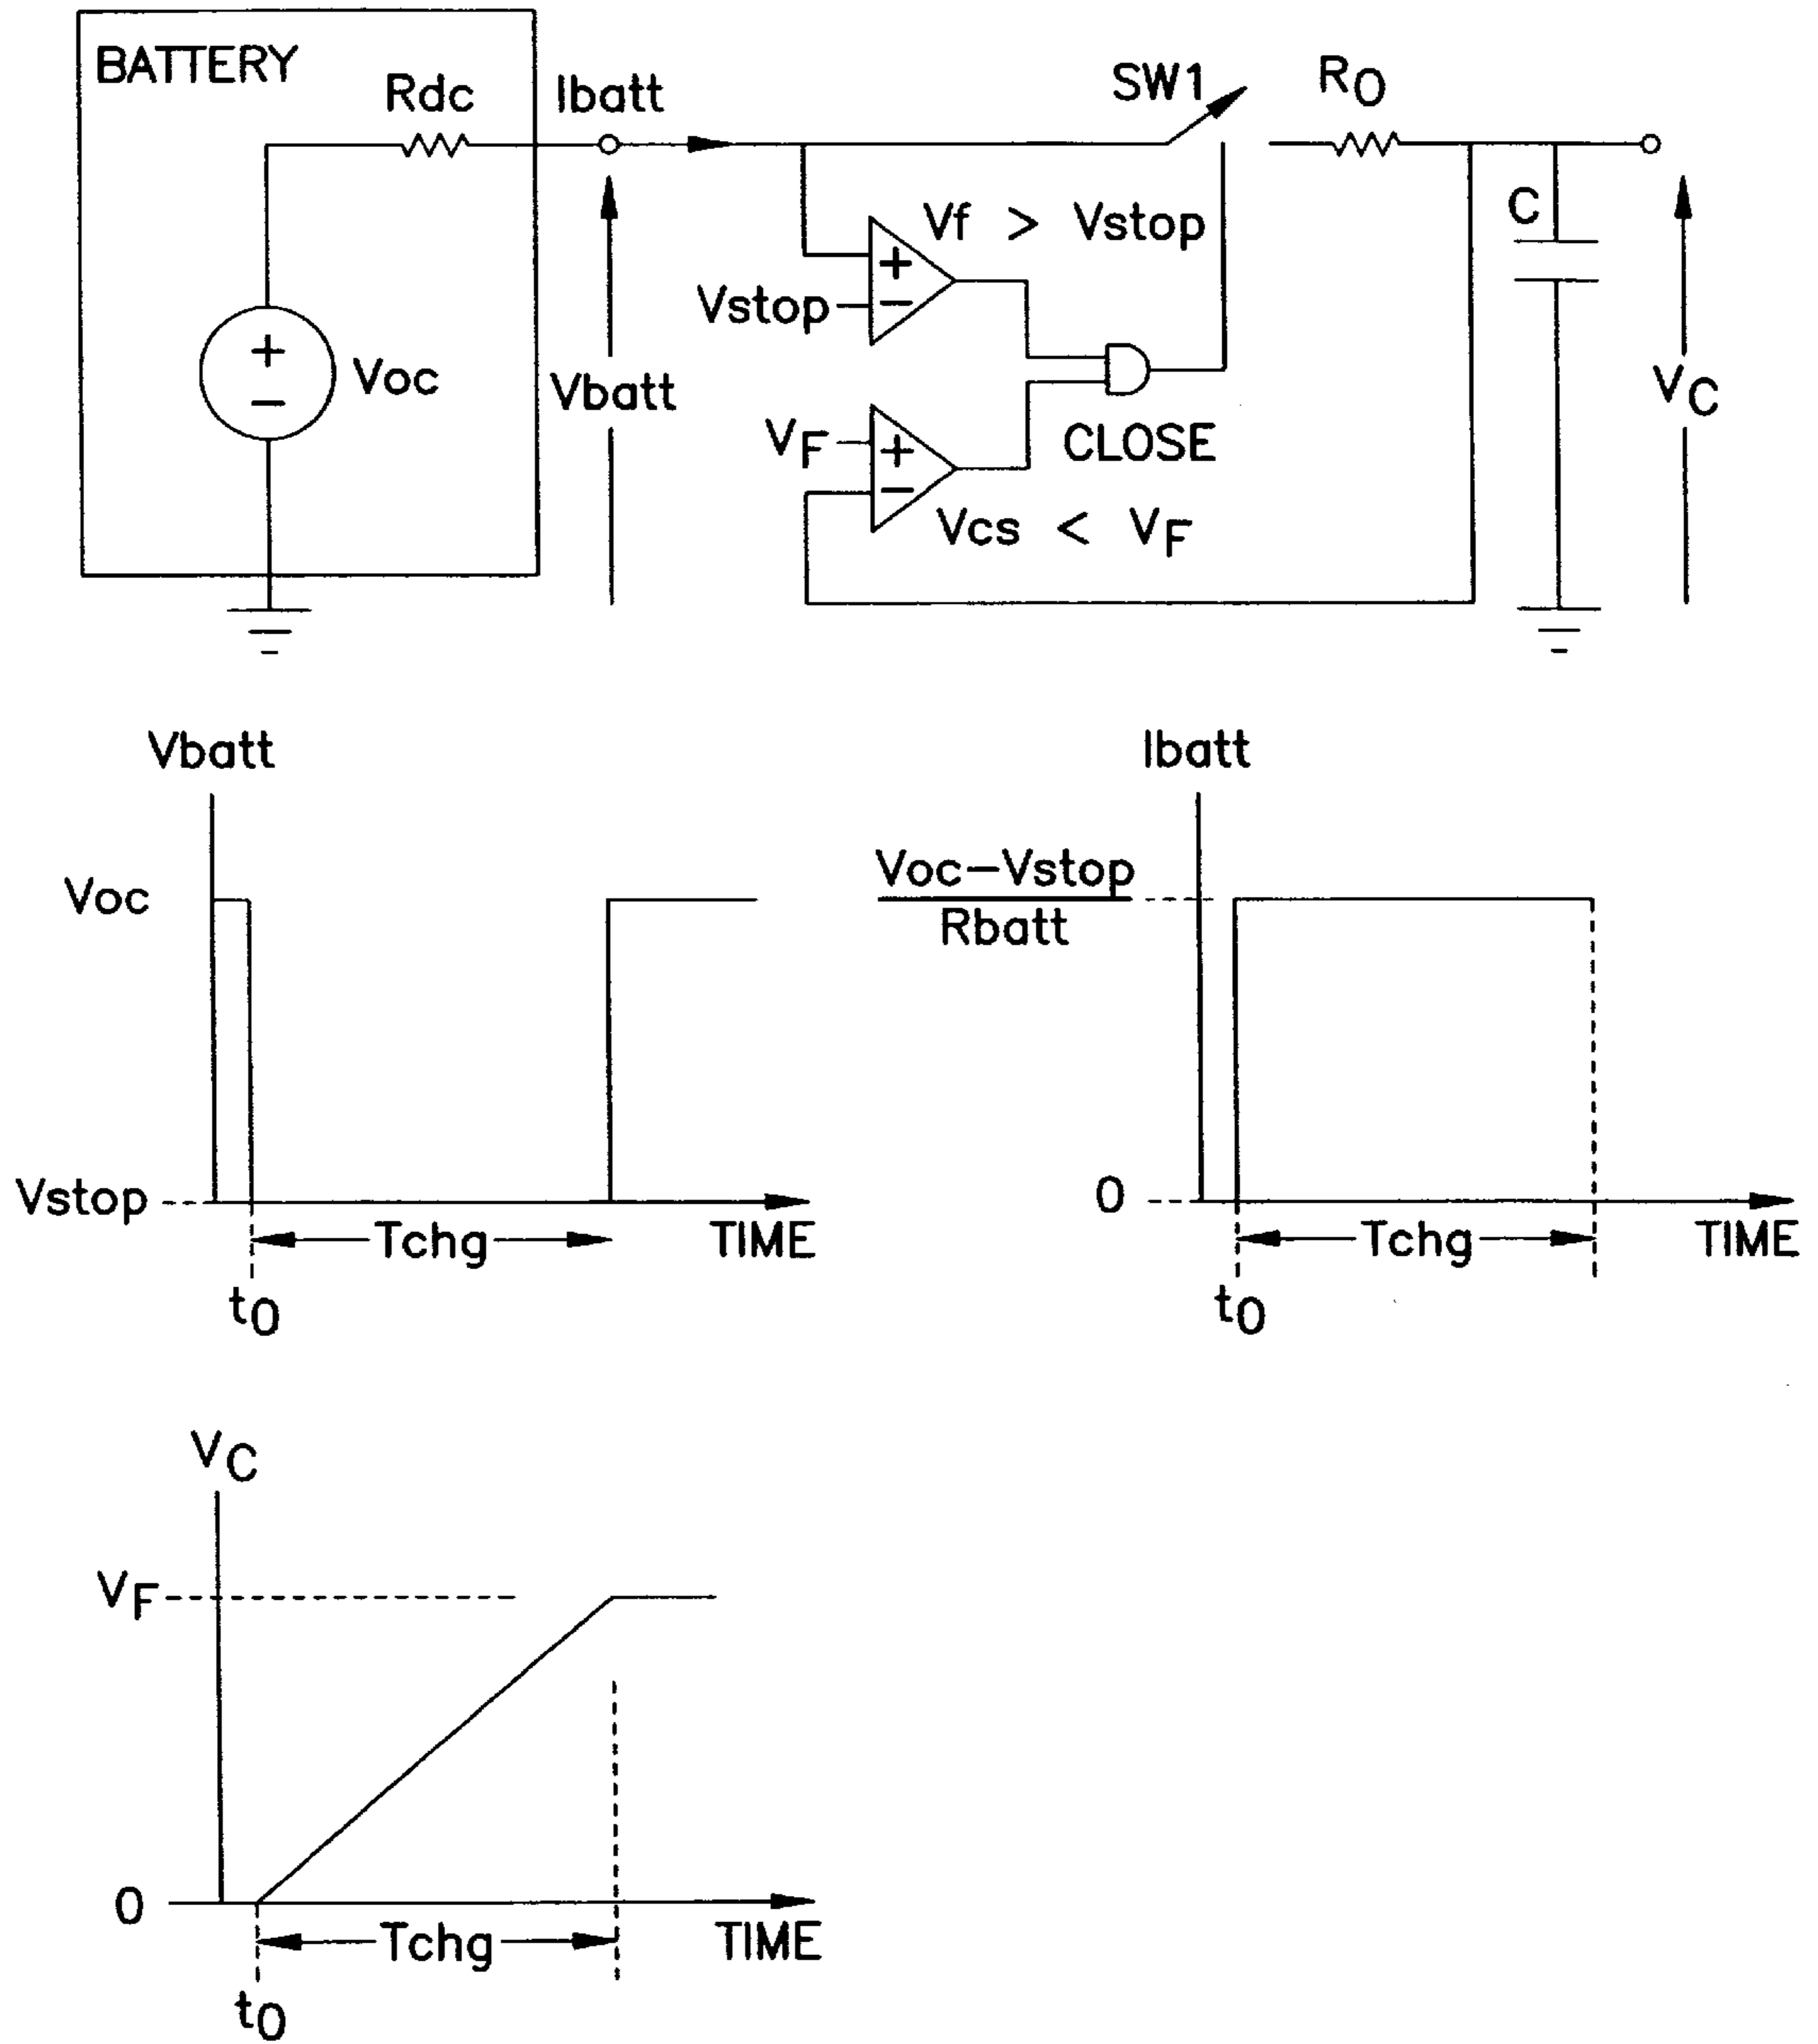 BATTERY
Rdc
Ibatt
SW1
RO
Vf > Vstop
C
+
−
Vstop
+
−
Voc
Vbatt
VC
VF
+
−
CLOSE
Vcs < VF
Vbatt
Ibatt
Voc
Voc−Vstop
Rbatt
Vstop
Tchg
TIME
t0
0
Tchg
TIME
t0
VC
VF
0
Tchg
TIME
t0